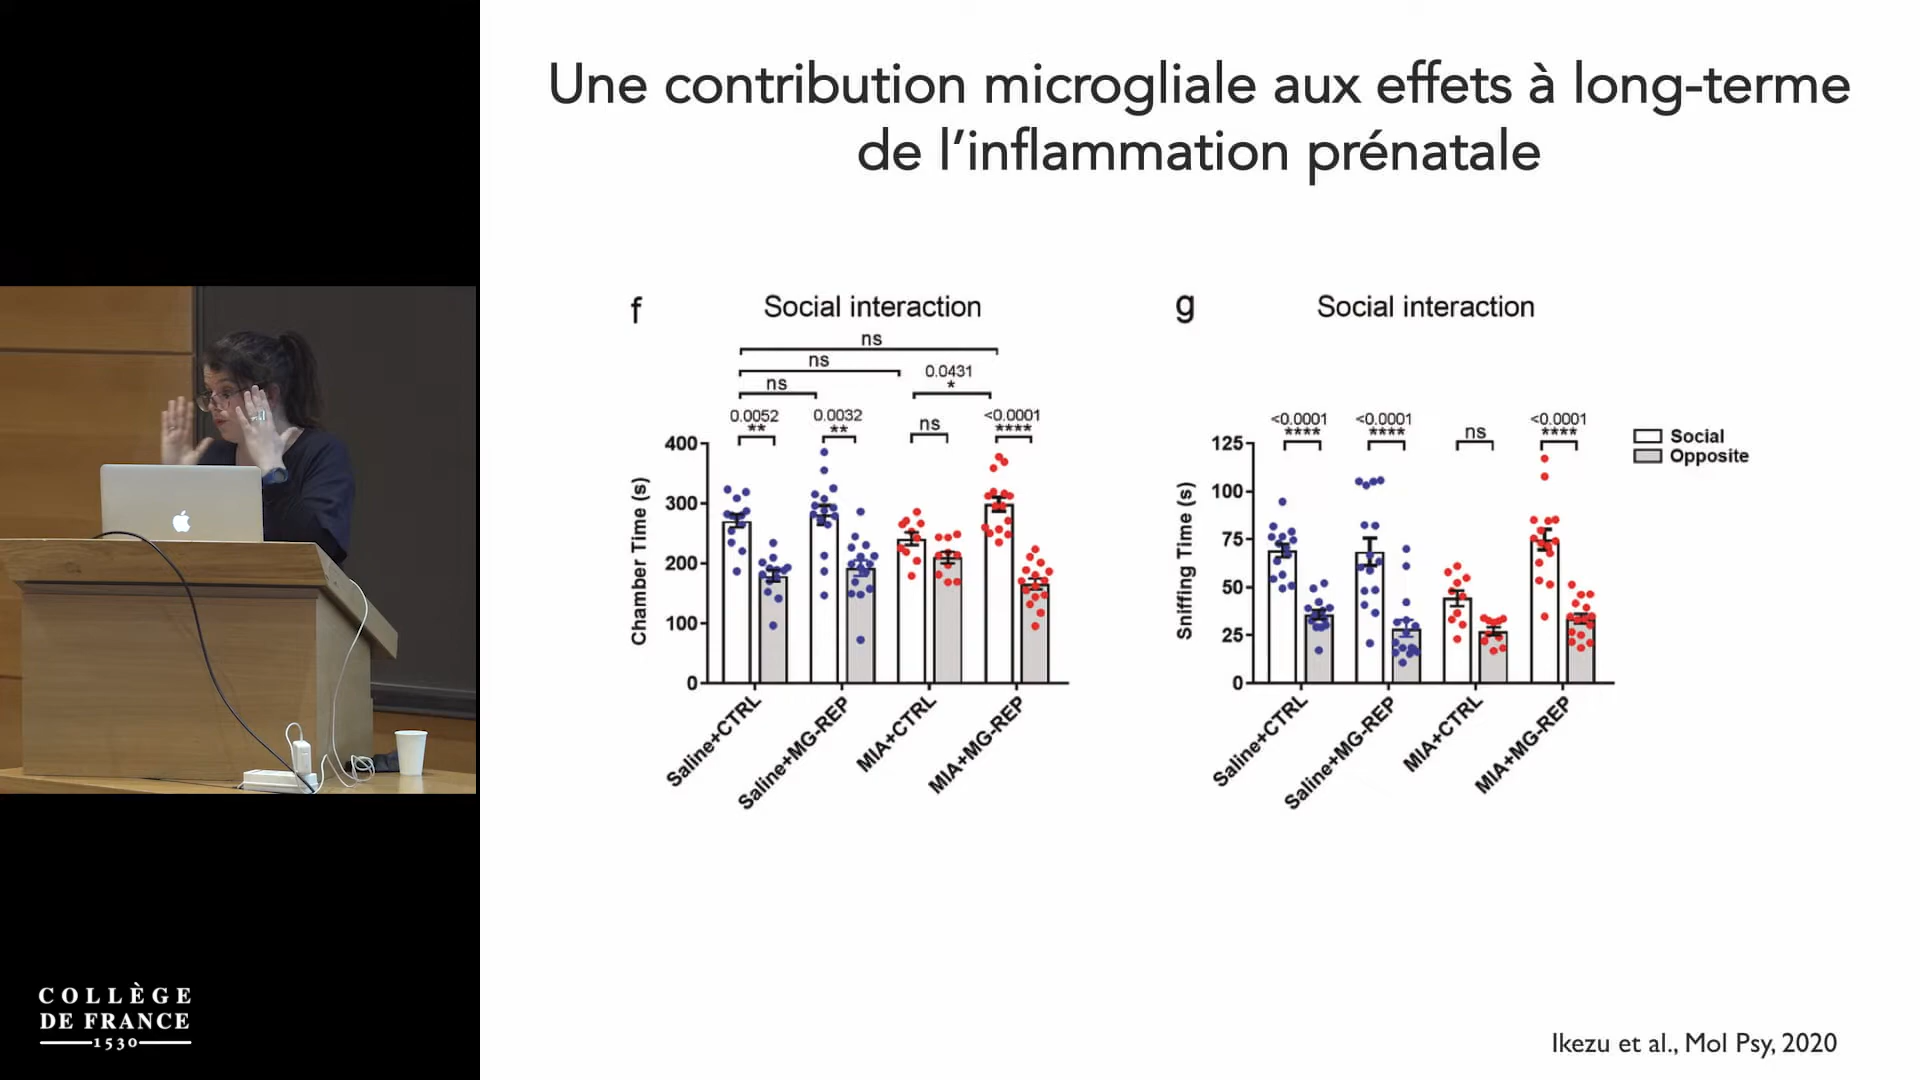 Une contribution microgliale aux effets à long-terme
de l’inflammation prénatale
f
Social interaction
ns
ns
0.0431
ns
*
0.0052
0.0032
ns
<0.0001
**
**
****
400
300
200
100
0
Chamber Time (s)
Saline+CTRL
Saline+MG-REP
MIA+CTRL
MIA+MG-REP
g
Social interaction
<0.0001
<0.0001
ns
<0.0001
****
****
****
125
100
75
50
25
0
Sniffing Time (s)
Saline+CTRL
Saline+MG-REP
MIA+CTRL
MIA+MG-REP
Social
Opposite
COLLÈGE
DE FRANCE
1530
Ikezu et al., Mol Psy, 2020